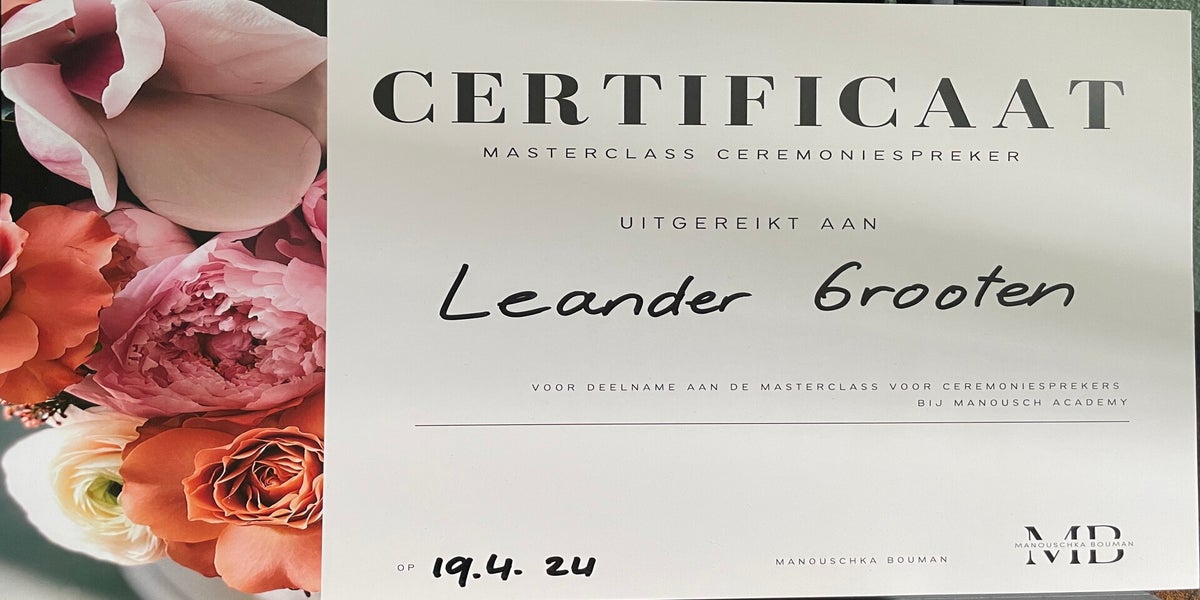 CERTIFICAAT
MASTERCLASS CEREMONIESPREKER
UITGEREIKT AAN
Leander Grooten
VOOR DEELNAME AAN DE MASTERCLASS VOOR CEREMONIESPREKERS
BIJ MANOUSCH ACADEMY
OP 19.4.24
MANOUSCHKA BOUMAN
MB
MANOUSCHKA BOUMAN